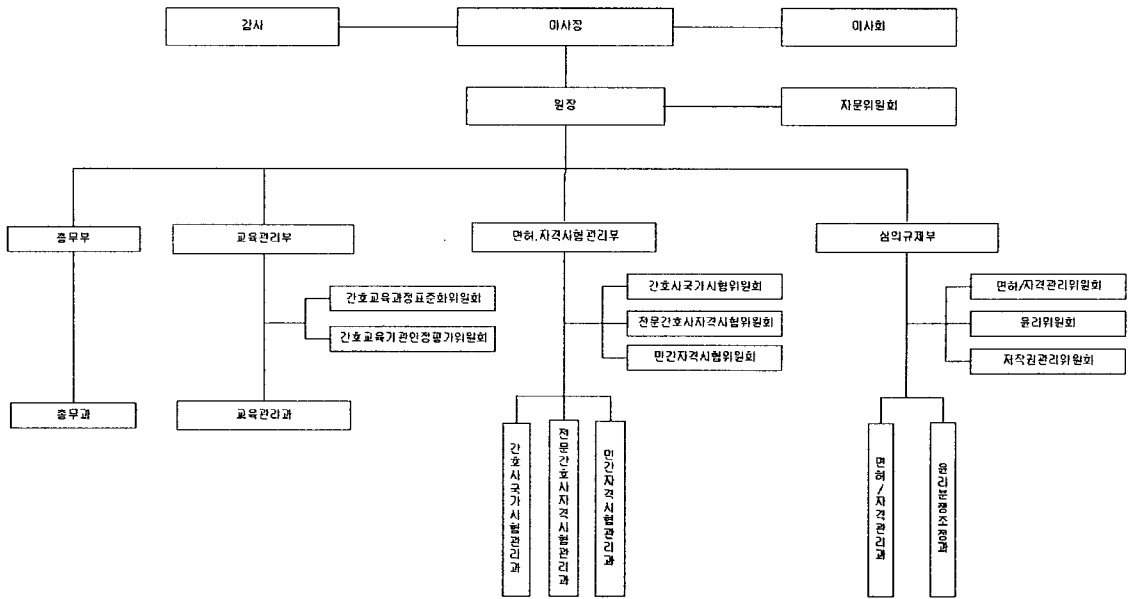 감사
이사장
이사회
원장
자문위원회
총무부
교육관리부
면허.자격시험관리부
심의규제부
간호교육과정표준화위원회
간호교육기관인정평가위원회
간호사국가시험위원회
전문간호사자격시험위원회
민간자격시험위원회
면허/자격관리위원회
윤리위원회
저작권관리위원회
총무과
교육관리과
간호사국가시험관리과
전문간호사자격시험관리과
민간자격시험관리과
면허/자격관리과
윤리분쟁조정과